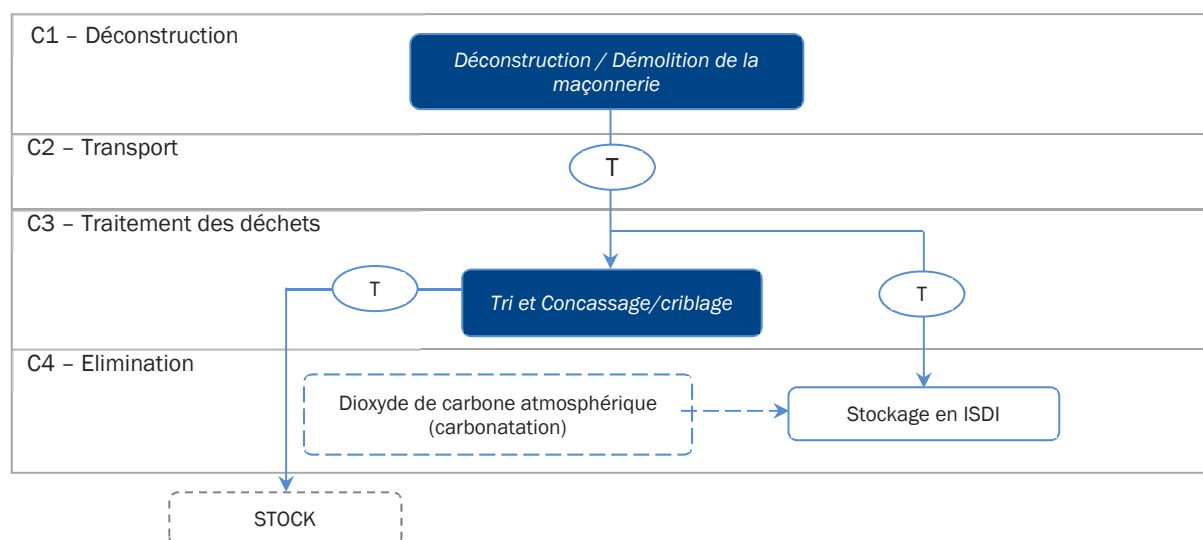 C1 – Déconstruction
Déconstruction / Démolition de la
maçonnerie
C2 – Transport
T
C3 – Traitement des déchets
T
Tri et Concassage/criblage
T
C4 – Elimination
Dioxyde de carbone atmosphérique
(carbonatation)
Stockage en ISDI
STOCK